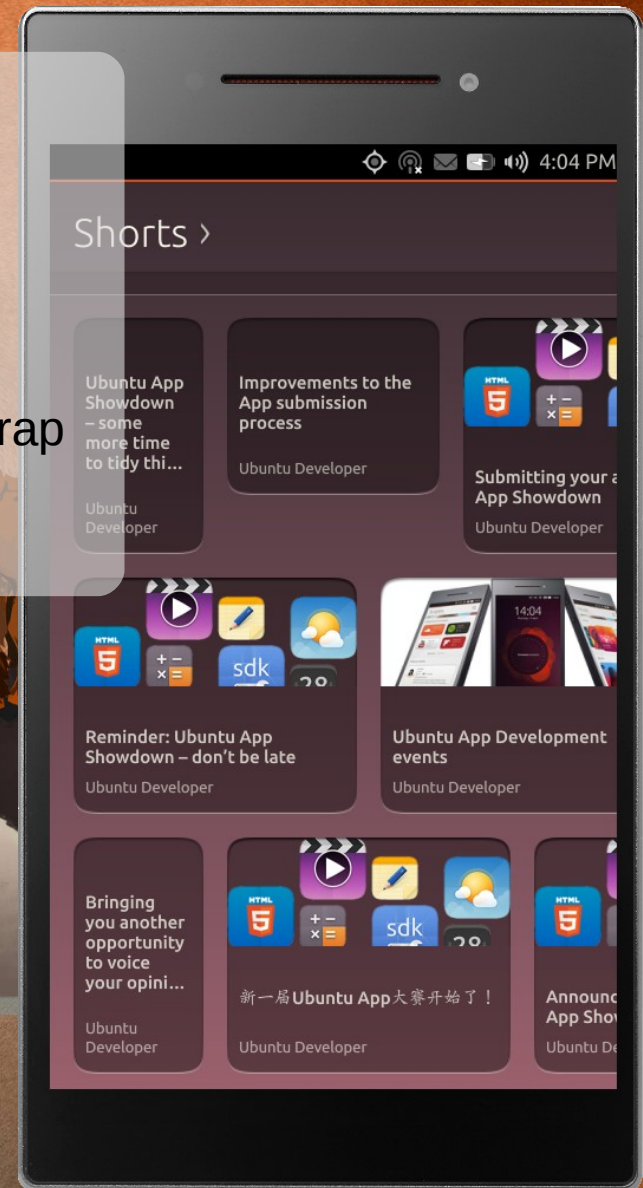 rap
4:04 PM
Shorts ›
Ubuntu App
Showdown
– some
more time
to tidy thi...
Ubuntu
Developer
Improvements to the
App submission
process
Ubuntu Developer
HTML
5
Submitting your a
App Showdown
Ubuntu Developer
HTML
5
sdk
28
Reminder: Ubuntu App
Showdown – don't be late
Ubuntu Developer
14:04
Ubuntu App Development
events
Ubuntu Developer
Bringing
you another
opportunity
to voice
your opini...
Ubuntu
Developer
HTML
5
sdk
28
新一届Ubuntu App大赛开始了！
Ubuntu Developer
HTML
5
Announc
App Show
Ubuntu De